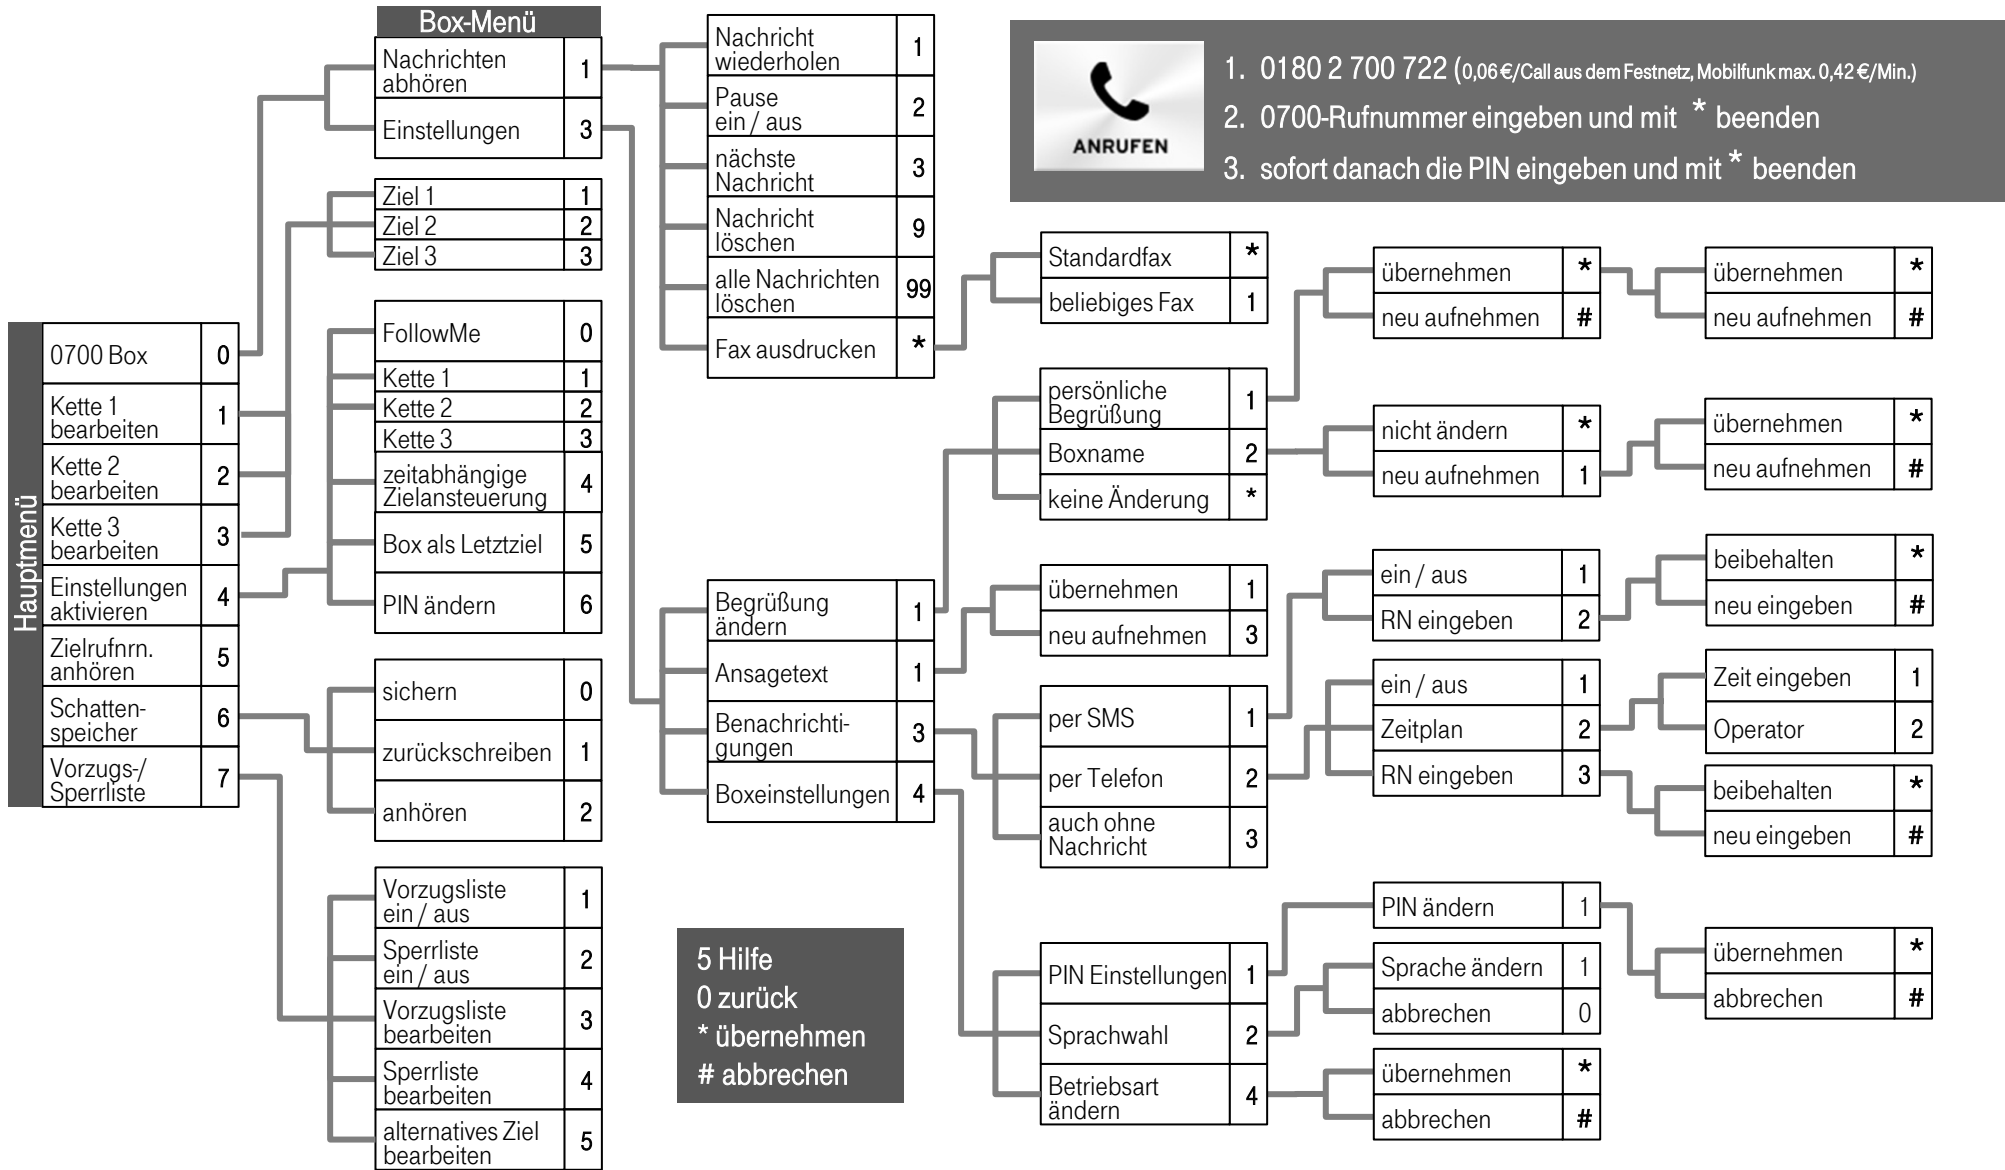 Box-Menü
Nachrichten
abhören 1
Einstellungen 3
Ziel 1 1
Ziel 2 2
Ziel 3 3
Hauptmenü
0700 Box 0
Kette 1
bearbeiten 1
Kette 2
bearbeiten 2
Kette 3
bearbeiten 3
Einstellungen
aktivieren 4
Zielrufnrn.
anhören 5
Schatten-
speicher 6
Vorzugs-/
Sperrliste 7
FollowMe 0
Kette 1 1
Kette 2 2
Kette 3 3
zeitabhängige
Zielansteuerung 4
Box als Letztziel 5
PIN ändern 6
sichern 0
zurückschreiben 1
anhören 2
Vorzugsliste
ein / aus 1
Sperrliste
ein / aus 2
Vorzugsliste
bearbeiten 3
Sperrliste
bearbeiten 4
alternatives Ziel
bearbeiten 5
Nachricht
wiederholen 1
Pause
ein / aus 2
nächste
Nachricht 3
Nachricht
löschen 9
alle Nachrichten
löschen 99
Fax ausdrucken *
Begrüßung
ändern 1
Ansagetext 1
Benachrichti-
gungen 3
Boxeinstellungen 4
5 Hilfe
0 zurück
* übernehmen
# abbrechen
ANRUFEN
1. 0180 2 700 722 (0,06 €/Call aus dem Festnetz, Mobilfunk max. 0,42 €/Min.)
2. 0700-Rufnummer eingeben und mit * beenden
3. sofort danach die PIN eingeben und mit * beenden
Standardfax *
beliebiges Fax 1
persönliche
Begrüßung 1
Boxname 2
keine Änderung *
übernehmen 1
neu aufnehmen 3
per SMS 1
per Telefon 2
auch ohne
Nachricht 3
PIN Einstellungen 1
Sprachwahl 2
Betriebsart
ändern 4
übernehmen *
neu aufnehmen #
nicht ändern *
neu aufnehmen 1
ein / aus 1
RN eingeben 2
ein / aus 1
Zeitplan 2
RN eingeben 3
PIN ändern 1
Sprache ändern 1
abbrechen 0
übernehmen *
abbrechen #
übernehmen *
neu aufnehmen #
übernehmen *
neu aufnehmen #
beibehalten *
neu eingeben #
Zeit eingeben 1
Operator 2
beibehalten *
neu eingeben #
übernehmen *
abbrechen #